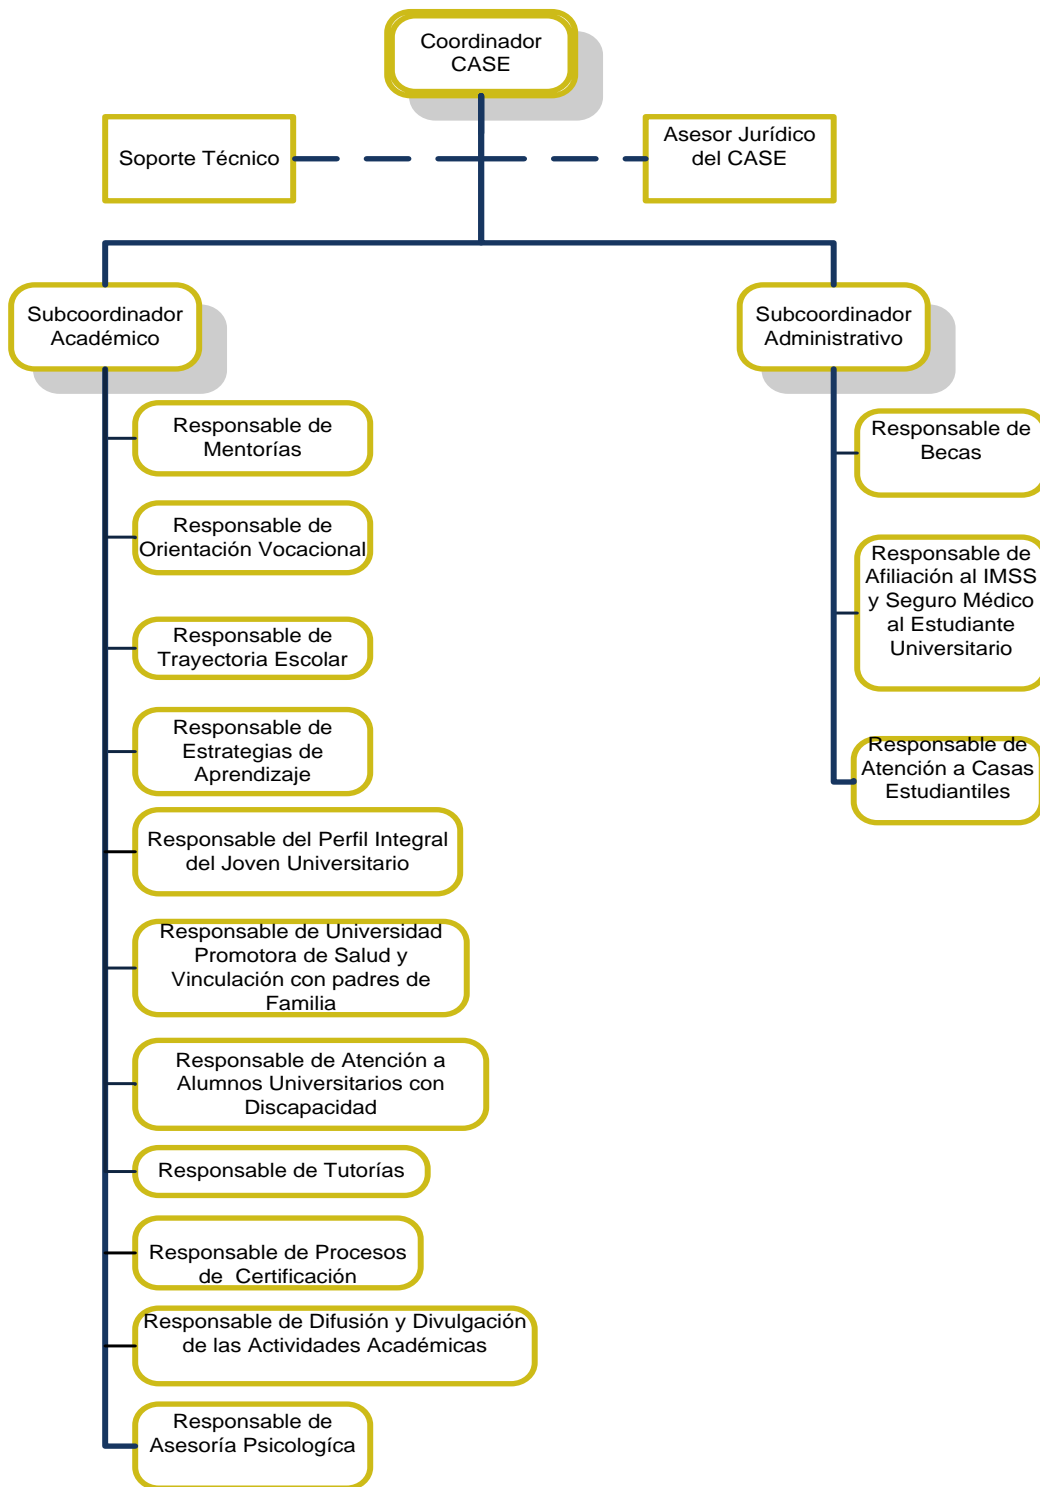 Coordinador
CASE
Soporte Técnico
Asesor Jurídico
del CASE
Subcoordinador
Académico
Subcoordinador
Administrativo
Responsable de
Mentorías
Responsable de
Orientación Vocacional
Responsable de
Trayectoria Escolar
Responsable de
Estrategias de
Aprendizaje
Responsable del Perfil Integral
del Joven Universitario
Responsable de Universidad
Promotora de Salud y
Vinculación con padres de
Familia
Responsable de Atención a
Alumnos Universitarios con
Discapacidad
Responsable de Tutorías
Responsable de Procesos
de  Certificación
Responsable de Difusión y Divulgación
de las Actividades Académicas
Responsable de
Asesoría Psicologíca
Responsable de
Becas
Responsable de
Afiliación al IMSS
y Seguro Médico
al Estudiante
Universitario
Responsable de
Atención a Casas
Estudiantiles